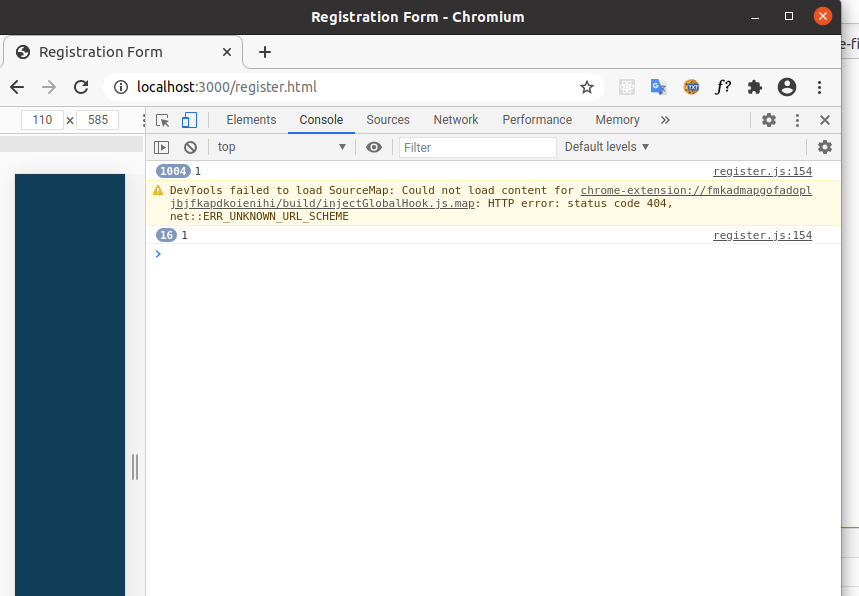 Registration Form - Chromium
Registration Form
localhost:3000/register.html
TXT
f?
e-fi
110 × 585
Elements Console Sources Network Performance Memory
top Filter Default levels
1004 1 register.js:154
DevTools failed to load SourceMap: Could not load content for chrome-extension://fmkadmapgofadopl
jbjfkapdkoienihi/build/injectGlobalHook.js.map: HTTP error: status code 404,
net::ERR_UNKNOWN_URL_SCHEME
16 1 register.js:154